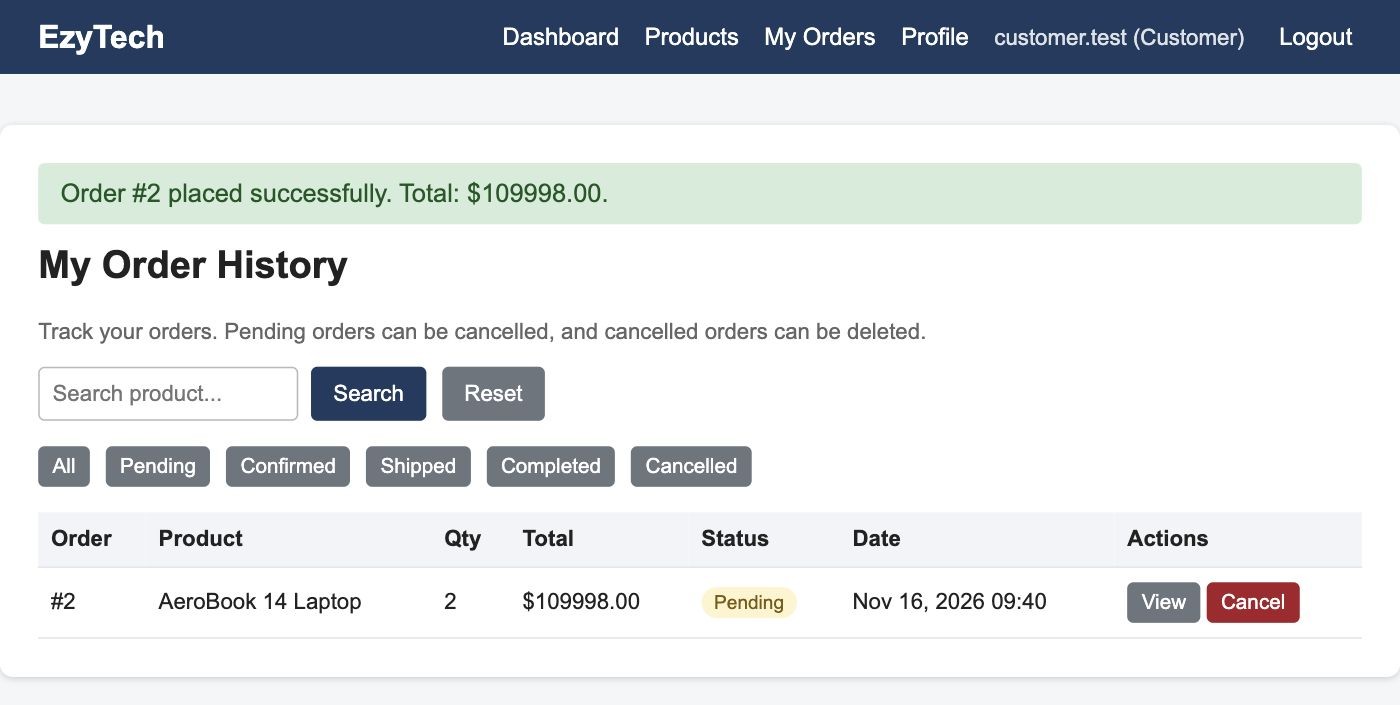 EzyTech Dashboard Products My Orders Profile customer.test (Customer) Logout
Order #2 placed successfully. Total: $109998.00.
My Order History
Track your orders. Pending orders can be cancelled, and cancelled orders can be deleted.
Search product... Search Reset
All Pending Confirmed Shipped Completed Cancelled
Order Product Qty Total Status Date Actions
#2 AeroBook 14 Laptop 2 $109998.00 Pending Nov 16, 2026 09:40 View Cancel